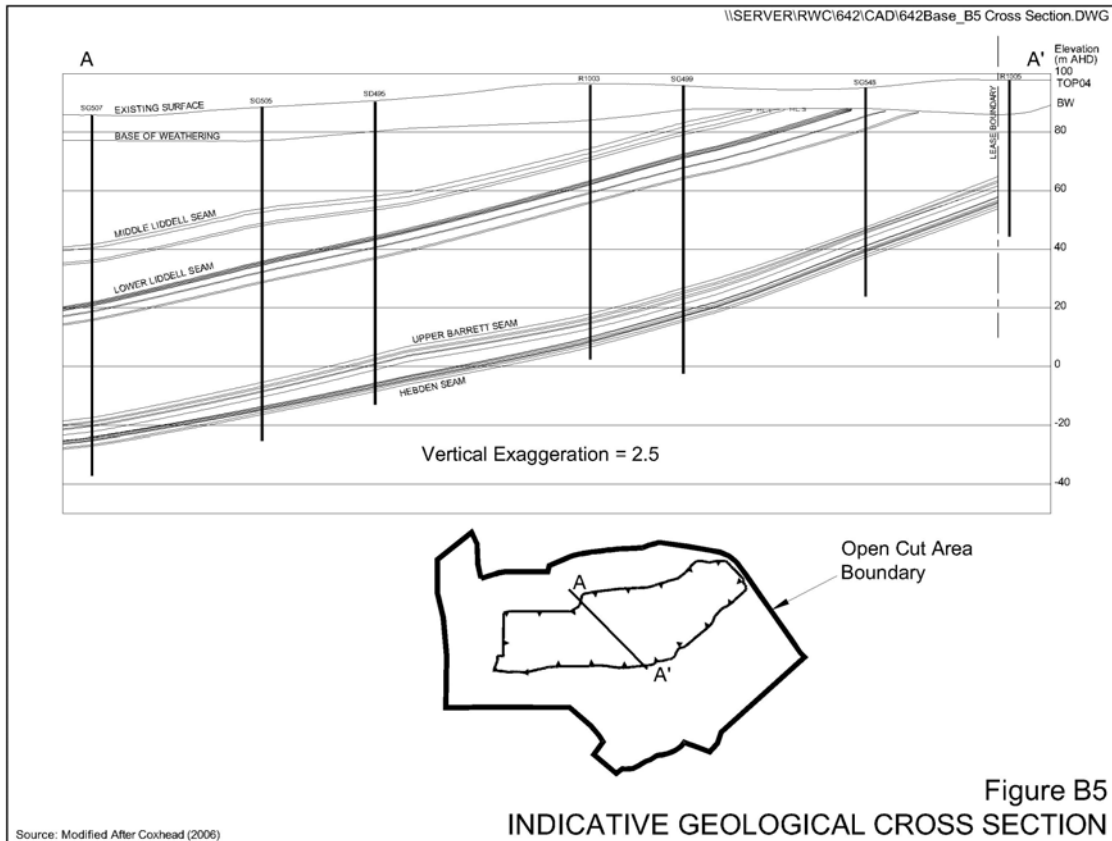 \\SERVER\RWC\642\CAD\642Base_B5 Cross Section.DWG
A
A'
Elevation
(m AHD)
100
SG507
SG505
SD495
R1003
SG499
SG545
R1005
TOP04
EXISTING SURFACE
BW
BASE OF WEATHERING
80
LEASE BOUNDARY
60
MIDDLE LIDDELL SEAM
40
LOWER LIDDELL SEAM
20
UPPER BARRETT SEAM
0
HEBDEN SEAM
-20
Vertical Exaggeration = 2.5
-40
Open Cut Area
Boundary
A
A'
Figure B5
INDICATIVE GEOLOGICAL CROSS SECTION
Source: Modified After Coxhead (2006)